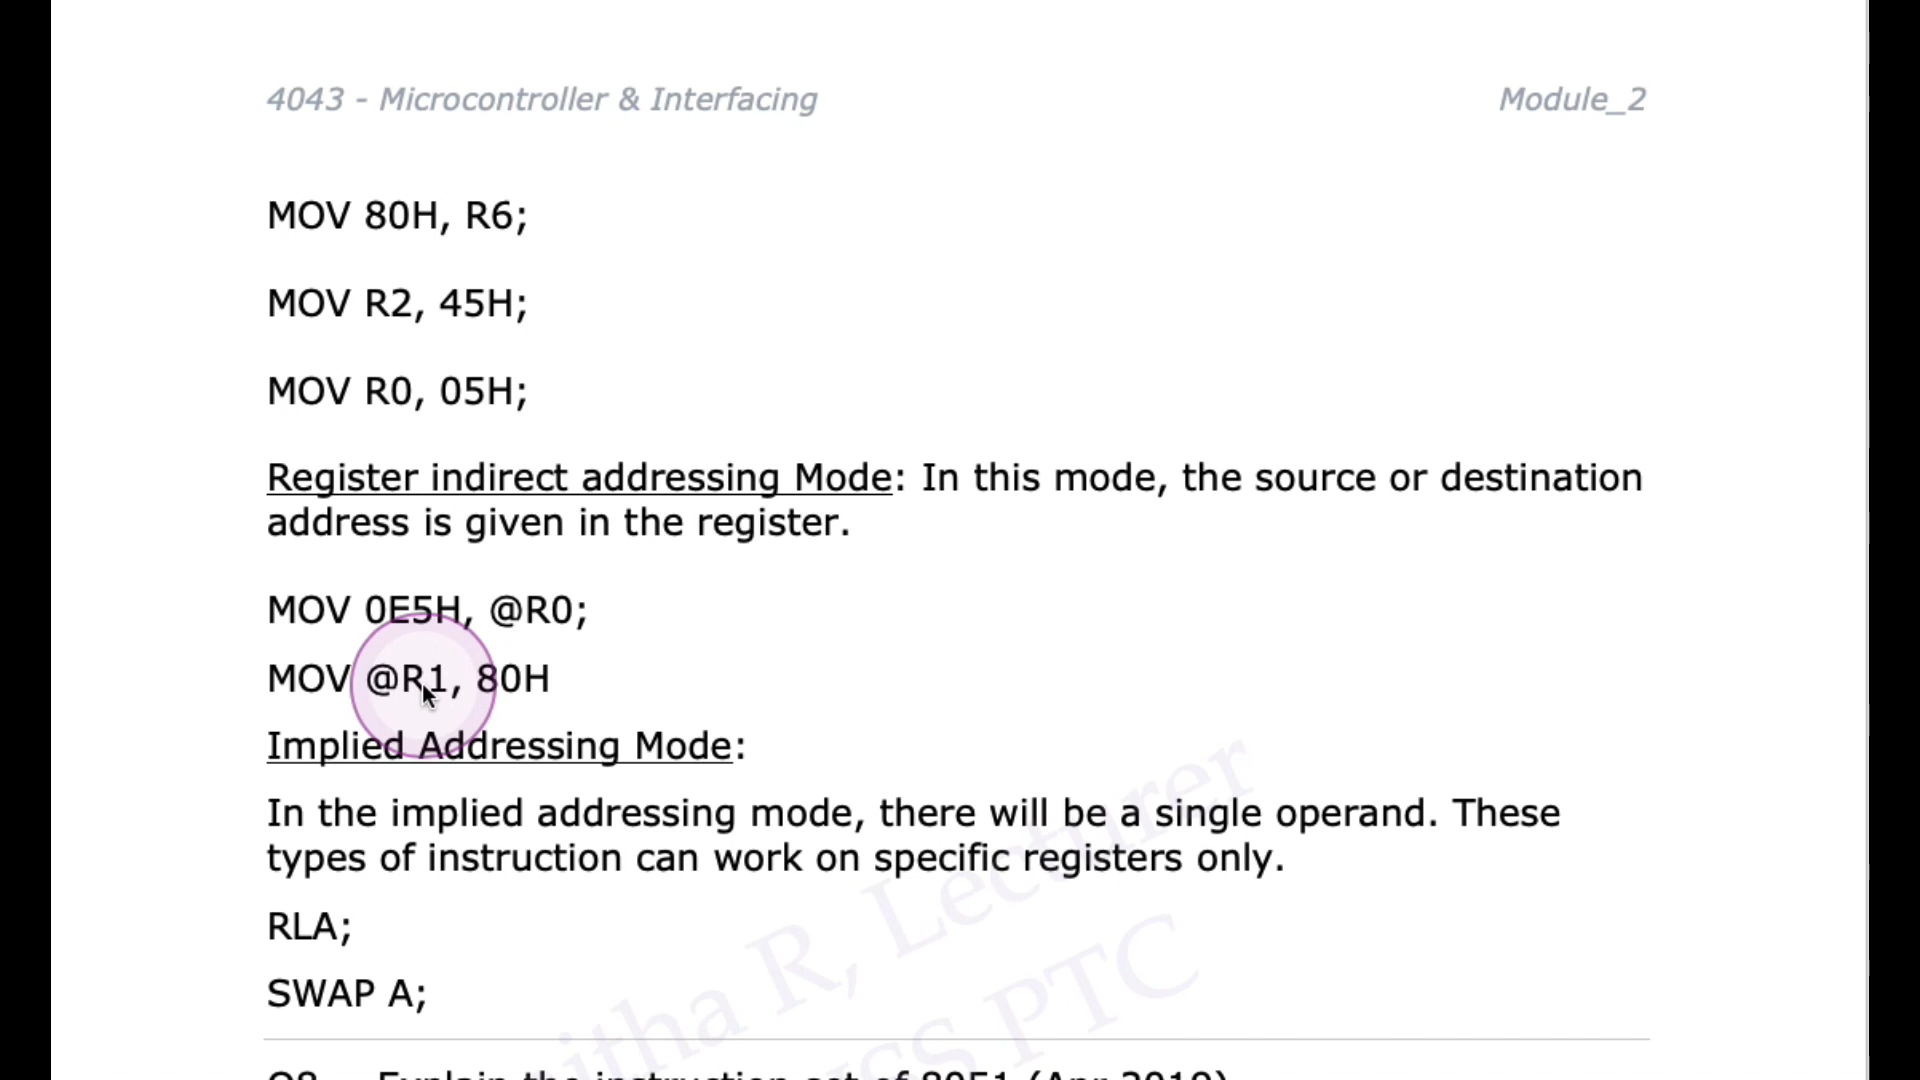 4043 - Microcontroller & Interfacing Module_2
MOV 80H, R6;
MOV R2, 45H;
MOV R0, 05H;
Register indirect addressing Mode: In this mode, the source or destination
address is given in the register.
MOV 0E5H, @R0;
MOV @R1, 80H
Implied Addressing Mode:
In the implied addressing mode, there will be a single operand. These
types of instruction can work on specific registers only.
RLA;
SWAP A;
R, Lecturer
PTC